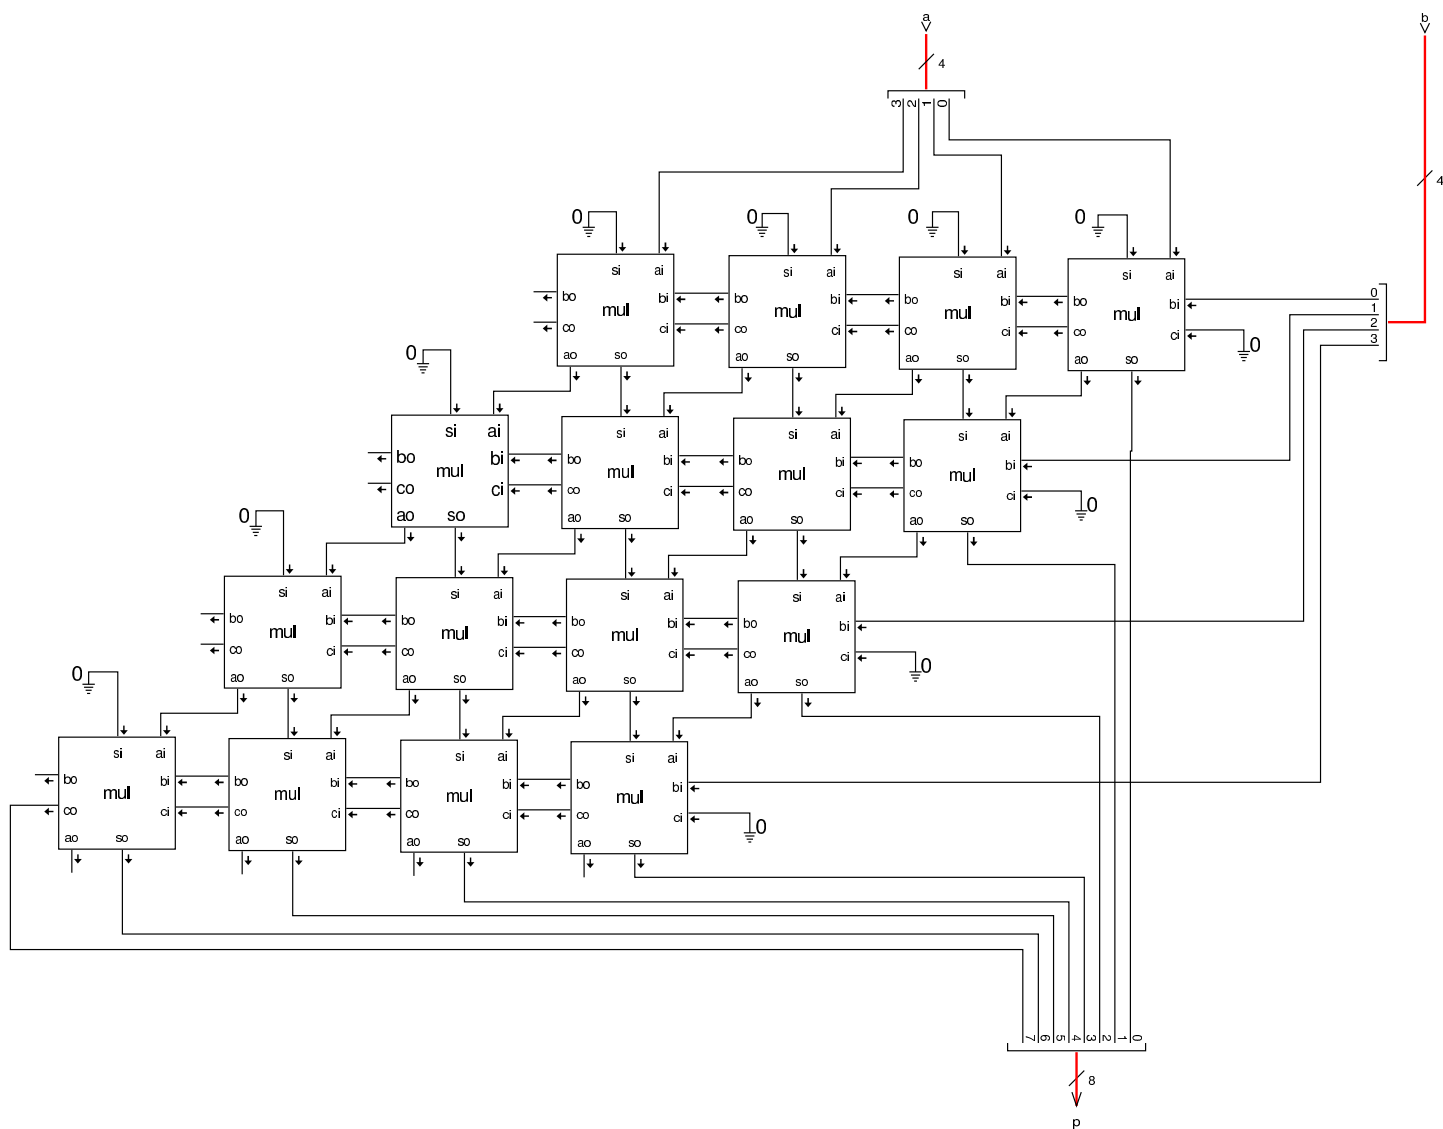 a b
4
3 2 1 0
4
0 0 0 0
si ai si ai si ai si ai
bo mul bi bo mul bi bo mul bi bo mul bi 0
1
co ci co ci co ci co ci 2
3
0
ao so ao so ao so ao so
0
si ai si ai si ai si ai
bo mul bi bo mul bi bo mul bi bo mul bi
co ci co ci co ci co ci
0
ao so ao so ao so ao so
0
si ai si ai si ai si ai
bo mul bi bo mul bi bo mul bi bo mul bi
co ci co ci co ci co ci
0
ao so ao so ao so ao so
0
si ai si ai si ai si ai
bo mul bi bo mul bi bo mul bi bo mul bi
co ci co ci co ci co ci
0
ao so ao so ao so ao so
7 6 5 4 3 2 1 0
8
p